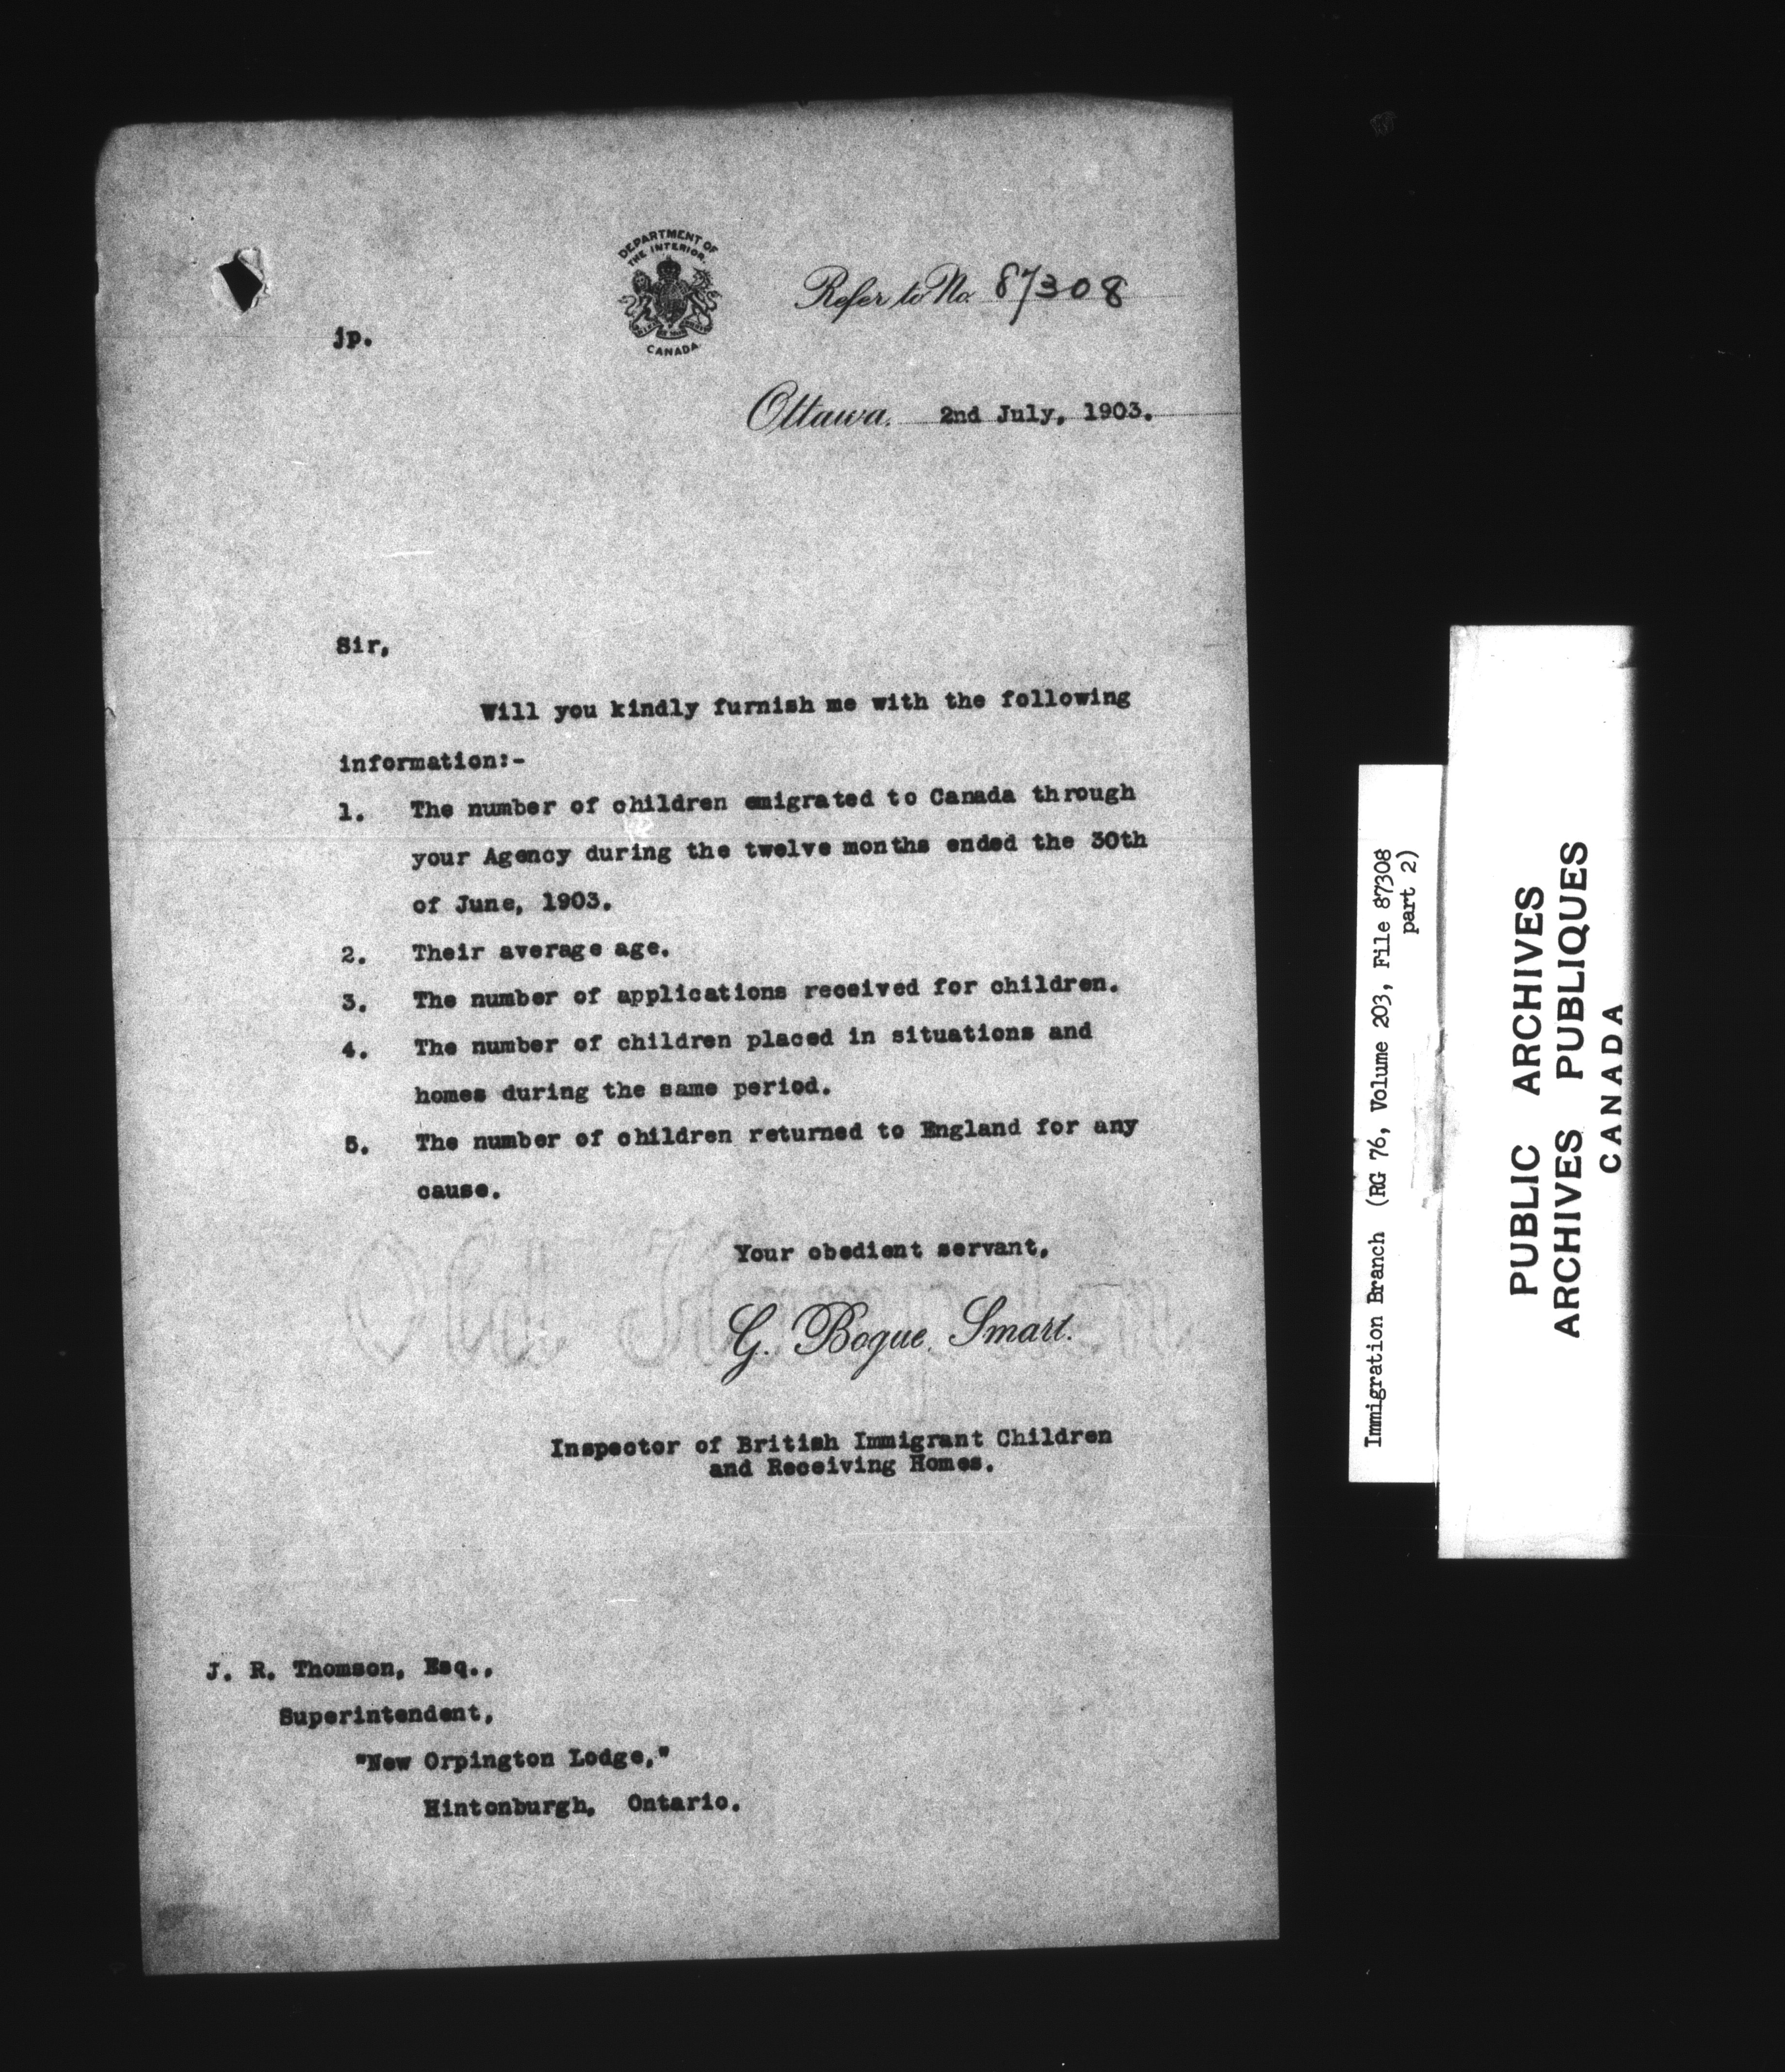 DEPARTMENT OF
THE INTERIOR.
CANADA
Refer to No. 87308
jp.
Ottawa, 2nd July, 1903.
Sir,
Will you kindly furnish me with the following
information:-
1. The number of children emigrated to Canada through
your Agency during the twelve months ended the 30th
of June, 1903.
2. Their average age.
3. The number of applications received for children.
4. The number of children placed in situations and
homes during the same period.
5. The number of children returned to England for any
cause.
Your obedient servant,
G. Bogue Smart.
Inspector of British Immigrant Children
and Receiving Homes.
J. R. Thomson, Esq.,
Superintendent,
"New Orpington Lodge,"
Hintonburgh, Ontario.
Immigration Branch (RG 76, Volume 203, File 87308
part 2)
PUBLIC ARCHIVES
ARCHIVES PUBLIQUES
CANADA